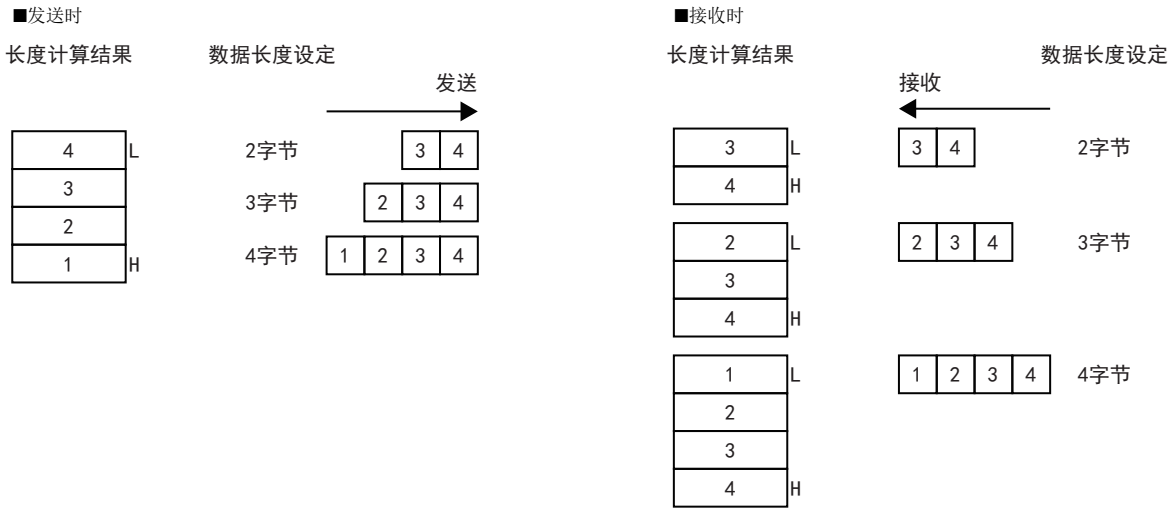 ■发送时
长度计算结果 数据长度设定
发送
4 L 2字节 3 4
3
3字节 2 3 4
2
1 H 4字节 1 2 3 4
■接收时
长度计算结果 数据长度设定
接收
3 L 3 4 2字节
4 H
2 L 2 3 4 3字节
3
4 H
1 L 1 2 3 4 4字节
2
3
4 H